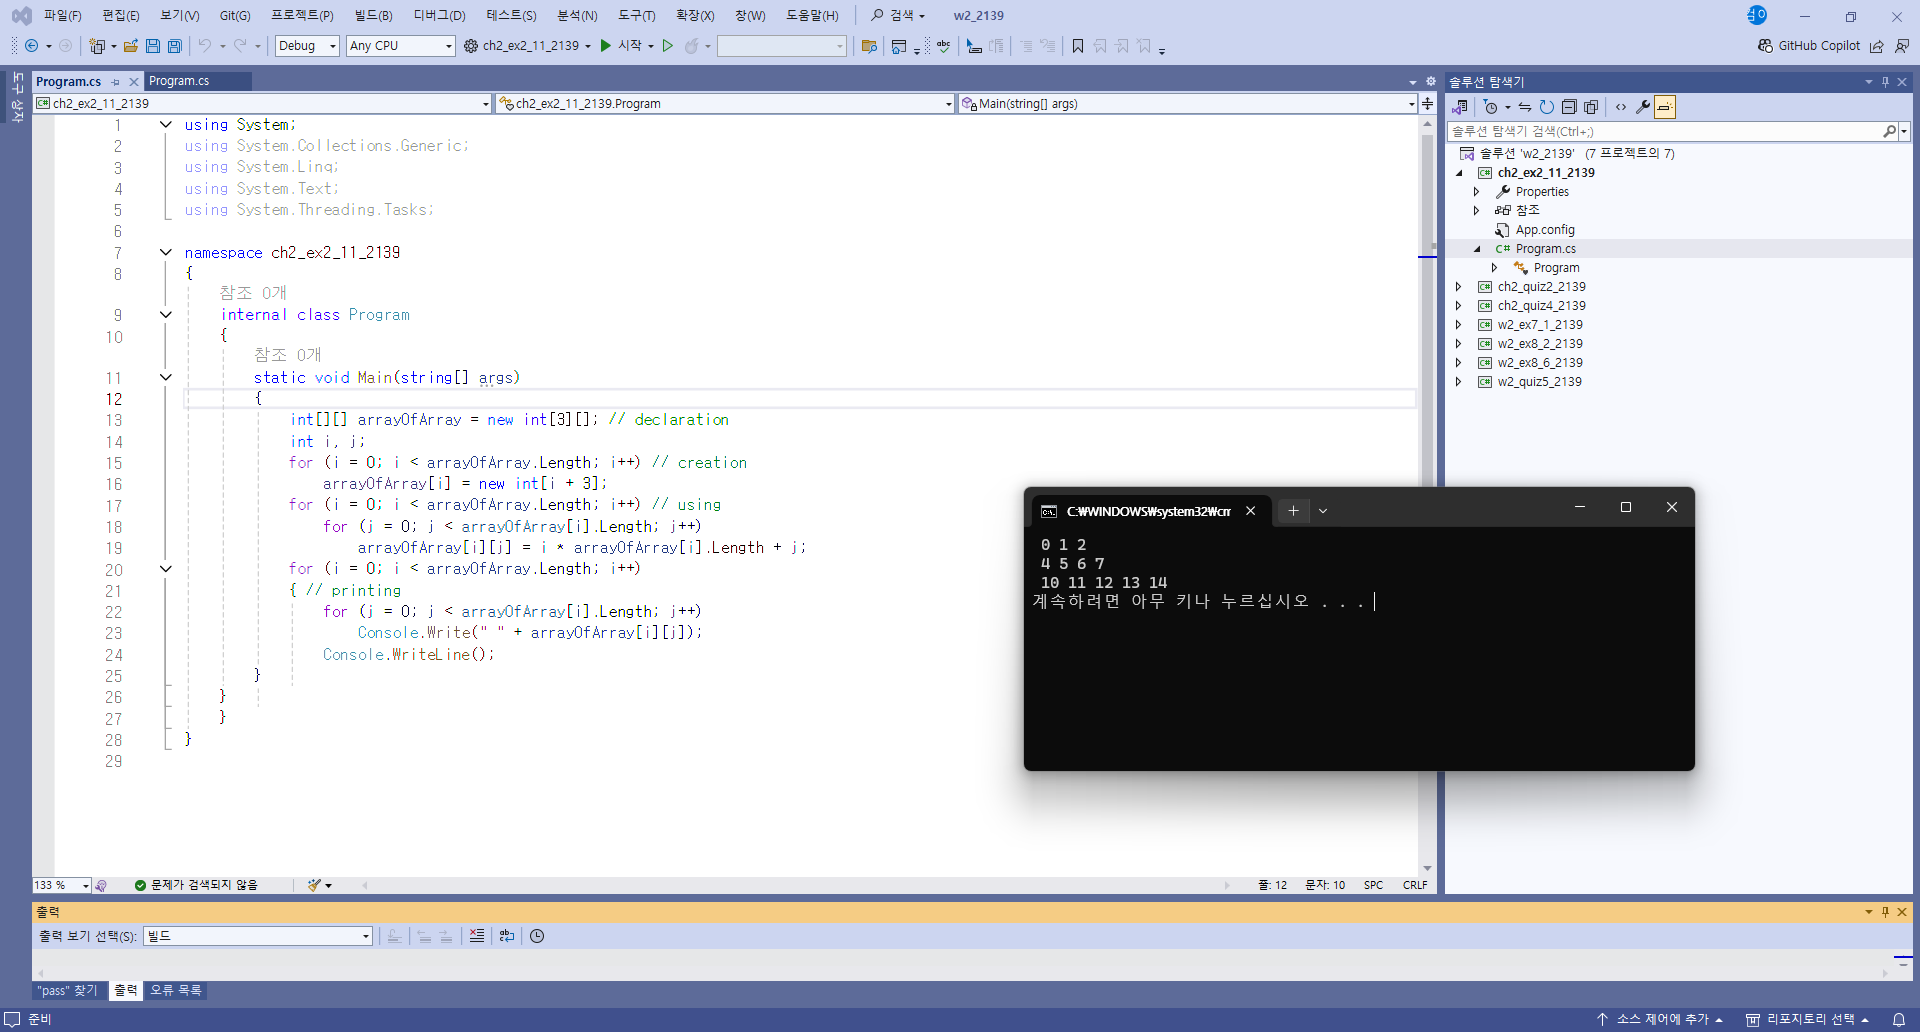 파일(F) 편집(E) 보기(V) Git(G) 프로젝트(P) 빌드(B) 디버그(D) 테스트(S) 분석(N) 도구(T) 확장(X) 창(W) 도움말(H) 검색 w2_2139
Debug Any CPU ch2_ex2_11_2139 시작 GitHub Copilot
도구 상자
Program.cs Program.cs
ch2_ex2_11_2139 ch2_ex2_11_2139.Program Main(string[] args)
1 using System;
2 using System.Collections.Generic;
3 using System.Linq;
4 using System.Text;
5 using System.Threading.Tasks;
6
7 namespace ch2_ex2_11_2139
8 {
참조 0개
9 internal class Program
10 {
참조 0개
11 static void Main(string[] args)
12 {
13 int[][] arrayOfArray = new int[3][]; // declaration
14 int i, j;
15 for (i = 0; i < arrayOfArray.Length; i++) // creation
16 arrayOfArray[i] = new int[i + 3];
17 for (i = 0; i < arrayOfArray.Length; i++) // using
18 for (j = 0; j < arrayOfArray[i].Length; j++)
19 arrayOfArray[i][j] = i * arrayOfArray[i].Length + j;
20 for (i = 0; i < arrayOfArray.Length; i++)
21 { // printing
22 for (j = 0; j < arrayOfArray[i].Length; j++)
23 Console.Write(" " + arrayOfArray[i][j]);
24 Console.WriteLine();
25 }
26 }
27 }
28 }
29
133 % 문제가 검색되지 않음 줄: 12 문자: 10 SPC CRLF
솔루션 탐색기
솔루션 탐색기 검색(Ctrl+;)
솔루션 'w2_2139' (7 프로젝트의 7)
ch2_ex2_11_2139
Properties
참조
App.config
C# Program.cs
Program
ch2_quiz2_2139
ch2_quiz4_2139
w2_ex7_1_2139
w2_ex8_2_2139
w2_ex8_6_2139
w2_quiz5_2139
C:\WINDOWS\system32\cm
0 1 2
4 5 6 7
10 11 12 13 14
계속하려면 아무 키나 누르십시오 . . .
출력
출력 보기 선택(S): 빌드
"pass" 찾기 출력 오류 목록
준비 소스 제어에 추가 리포지토리 선택